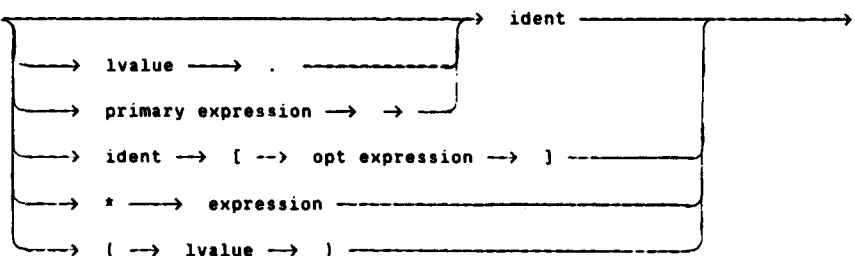 ident
lvalue .
primary expression →
ident [ opt expression ]
* expression
( lvalue )